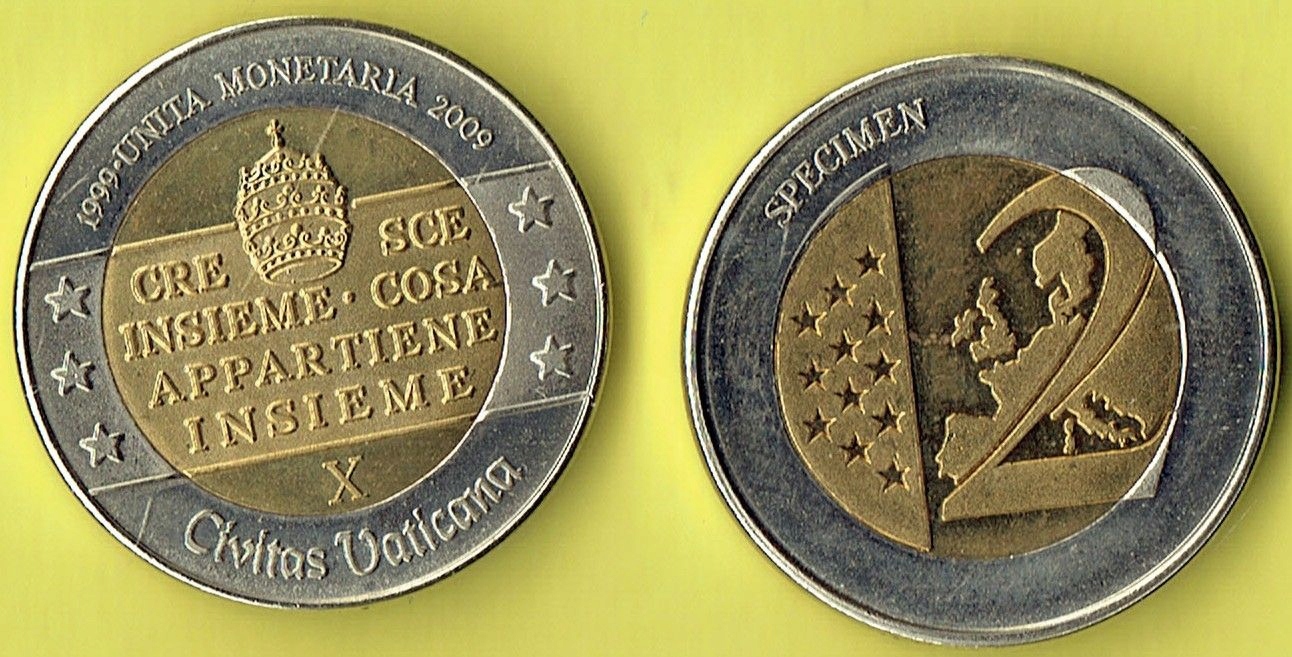 1999·UNITA MONETARIA 2009
CRE SCE
INSIEME · COSA
APPARTIENE
INSIEME
X
Civitas Vaticana
SPECIMEN
2